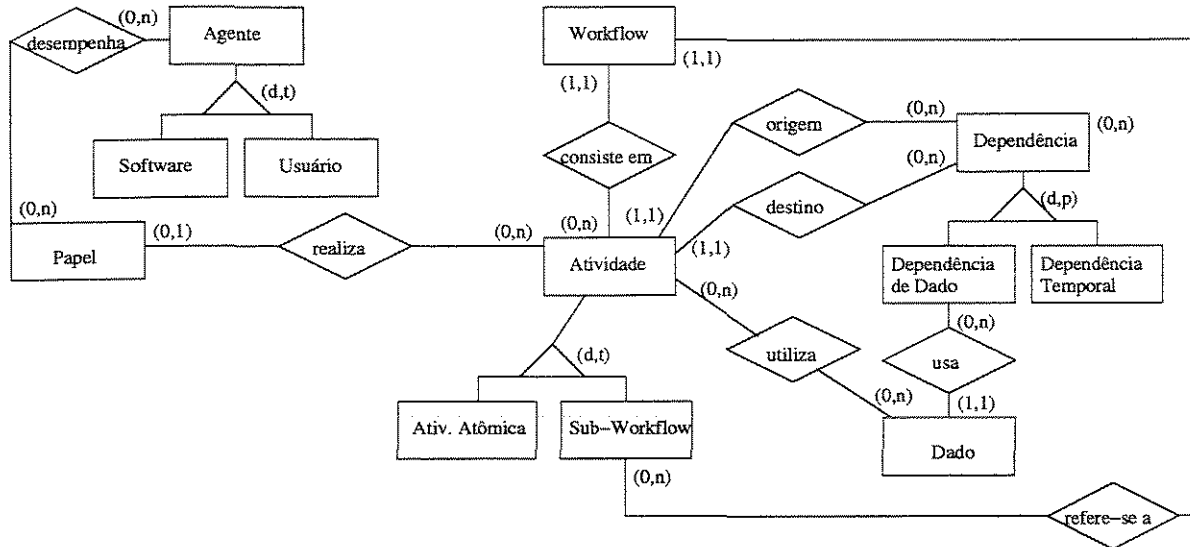 (0,n)
desempenha
Agente
(d,t)
Software
Usuário
(0,n)
Papel
(0,1)
realiza
(0,n)
Workflow
(1,1)
(1,1)
consiste em
(0,n)
Atividade
(1,1)
origem
(0,n)
Dependência
(0,n)
(1,1)
destino
(0,n)
(d,p)
Dependência
de Dado
Dependência
Temporal
(0,n)
utiliza
(0,n)
(0,n)
usa
(1,1)
Dado
(d,t)
Ativ. Atômica
Sub-Workflow
(0,n)
refere-se a